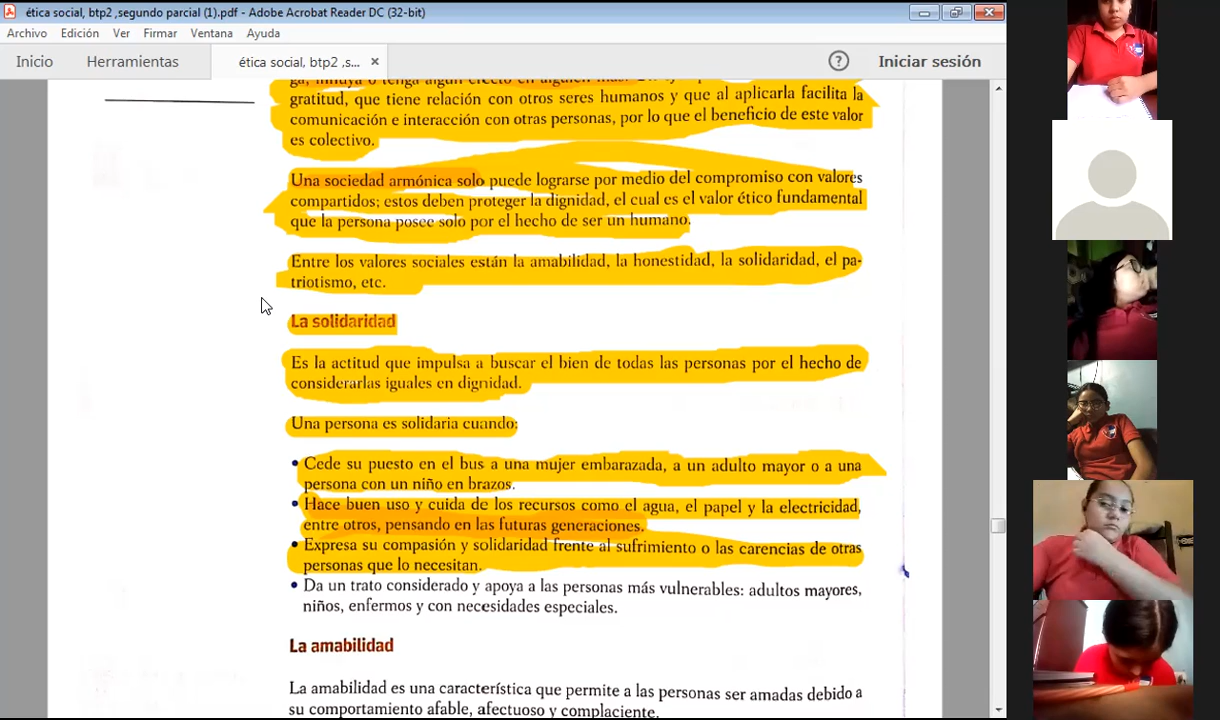 ética social, btp2 ,segundo parcial (1).pdf - Adobe Acrobat Reader DC (32-bit)
Archivo Edición Ver Firmar Ventana Ayuda
Inicio Herramientas ética social, btp2 ,s... × ? Iniciar sesión
gratitud, que tiene relación con otros seres humanos y que al aplicarla facilita la
comunicación e interacción con otras personas, por lo que el beneficio de este valor
es colectivo.
Una sociedad armónica solo puede lograrse por medio del compromiso con valores
compartidos; estos deben proteger la dignidad, el cual es el valor ético fundamental
que la persona posee solo por el hecho de ser un humano.
Entre los valores sociales están la amabilidad, la honestidad, la solidaridad, el pa-
triotismo, etc.
La solidaridad
Es la actitud que impulsa a buscar el bien de todas las personas por el hecho de
considerarlas iguales en dignidad.
Una persona es solidaria cuando:
• Cede su puesto en el bus a una mujer embarazada, a un adulto mayor o a una
persona con un niño en brazos.
• Hace buen uso y cuida de los recursos como el agua, el papel y la electricidad,
entre otros, pensando en las futuras generaciones.
• Expresa su compasión y solidaridad frente al sufrimiento o las carencias de otras
personas que lo necesitan.
• Da un trato considerado y apoya a las personas más vulnerables: adultos mayores,
niños, enfermos y con necesidades especiales.
La amabilidad
La amabilidad es una característica que permite a las personas ser amadas debido a
su comportamiento afable, afectuoso y complaciente.